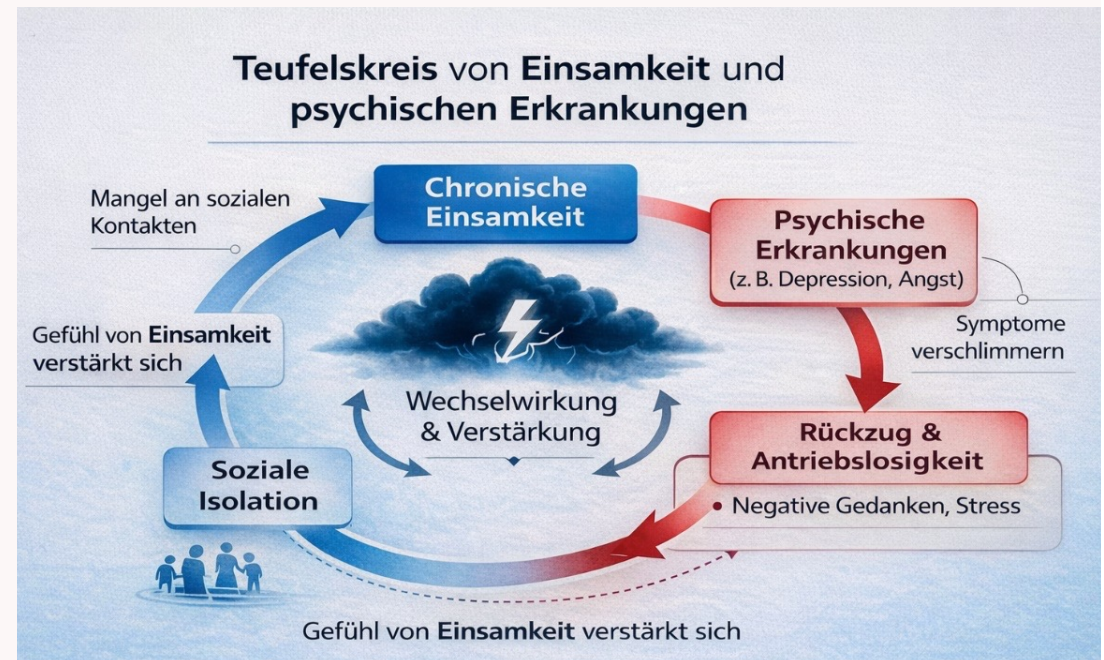 Teufelskreis von Einsamkeit und
psychischen Erkrankungen
Mangel an sozialen
Kontakten
Chronische
Einsamkeit
Psychische
Erkrankungen
(z. B. Depression, Angst)
Symptome
verschlimmern
Gefühl von Einsamkeit
verstärkt sich
Wechselwirkung
& Verstärkung
Rückzug &
Antriebslosigkeit
• Negative Gedanken, Stress
Soziale
Isolation
Gefühl von Einsamkeit verstärkt sich